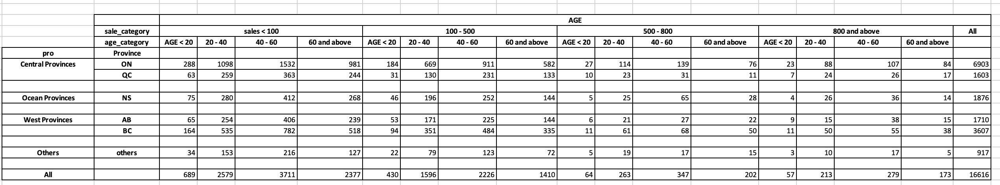 AGE
sale_category sales < 100 100 - 500 500 - 800 800 and above All
age_category AGE < 20 20 - 40 40 - 60 60 and above AGE < 20 20 - 40 40 - 60 60 and above AGE < 20 20 - 40 40 - 60 60 and above AGE < 20 20 - 40 40 - 60 60 and above
pro Province
Central Provinces ON 288 1098 1532 981 184 669 911 582 27 114 139 76 23 88 107 84 6903
QC 63 259 363 244 31 130 231 133 10 23 31 11 7 24 26 17 1603
Ocean Provinces NS 75 280 412 268 46 196 252 144 5 25 65 28 4 26 36 14 1876
West Provinces AB 65 254 406 239 53 171 225 144 6 21 27 22 9 15 38 15 1710
BC 164 535 782 518 94 351 484 335 11 61 68 50 11 50 55 38 3607
Others others 34 153 216 127 22 79 123 72 5 19 17 15 3 10 17 5 917
All 689 2579 3711 2377 430 1596 2226 1410 64 263 347 202 57 213 279 173 16616